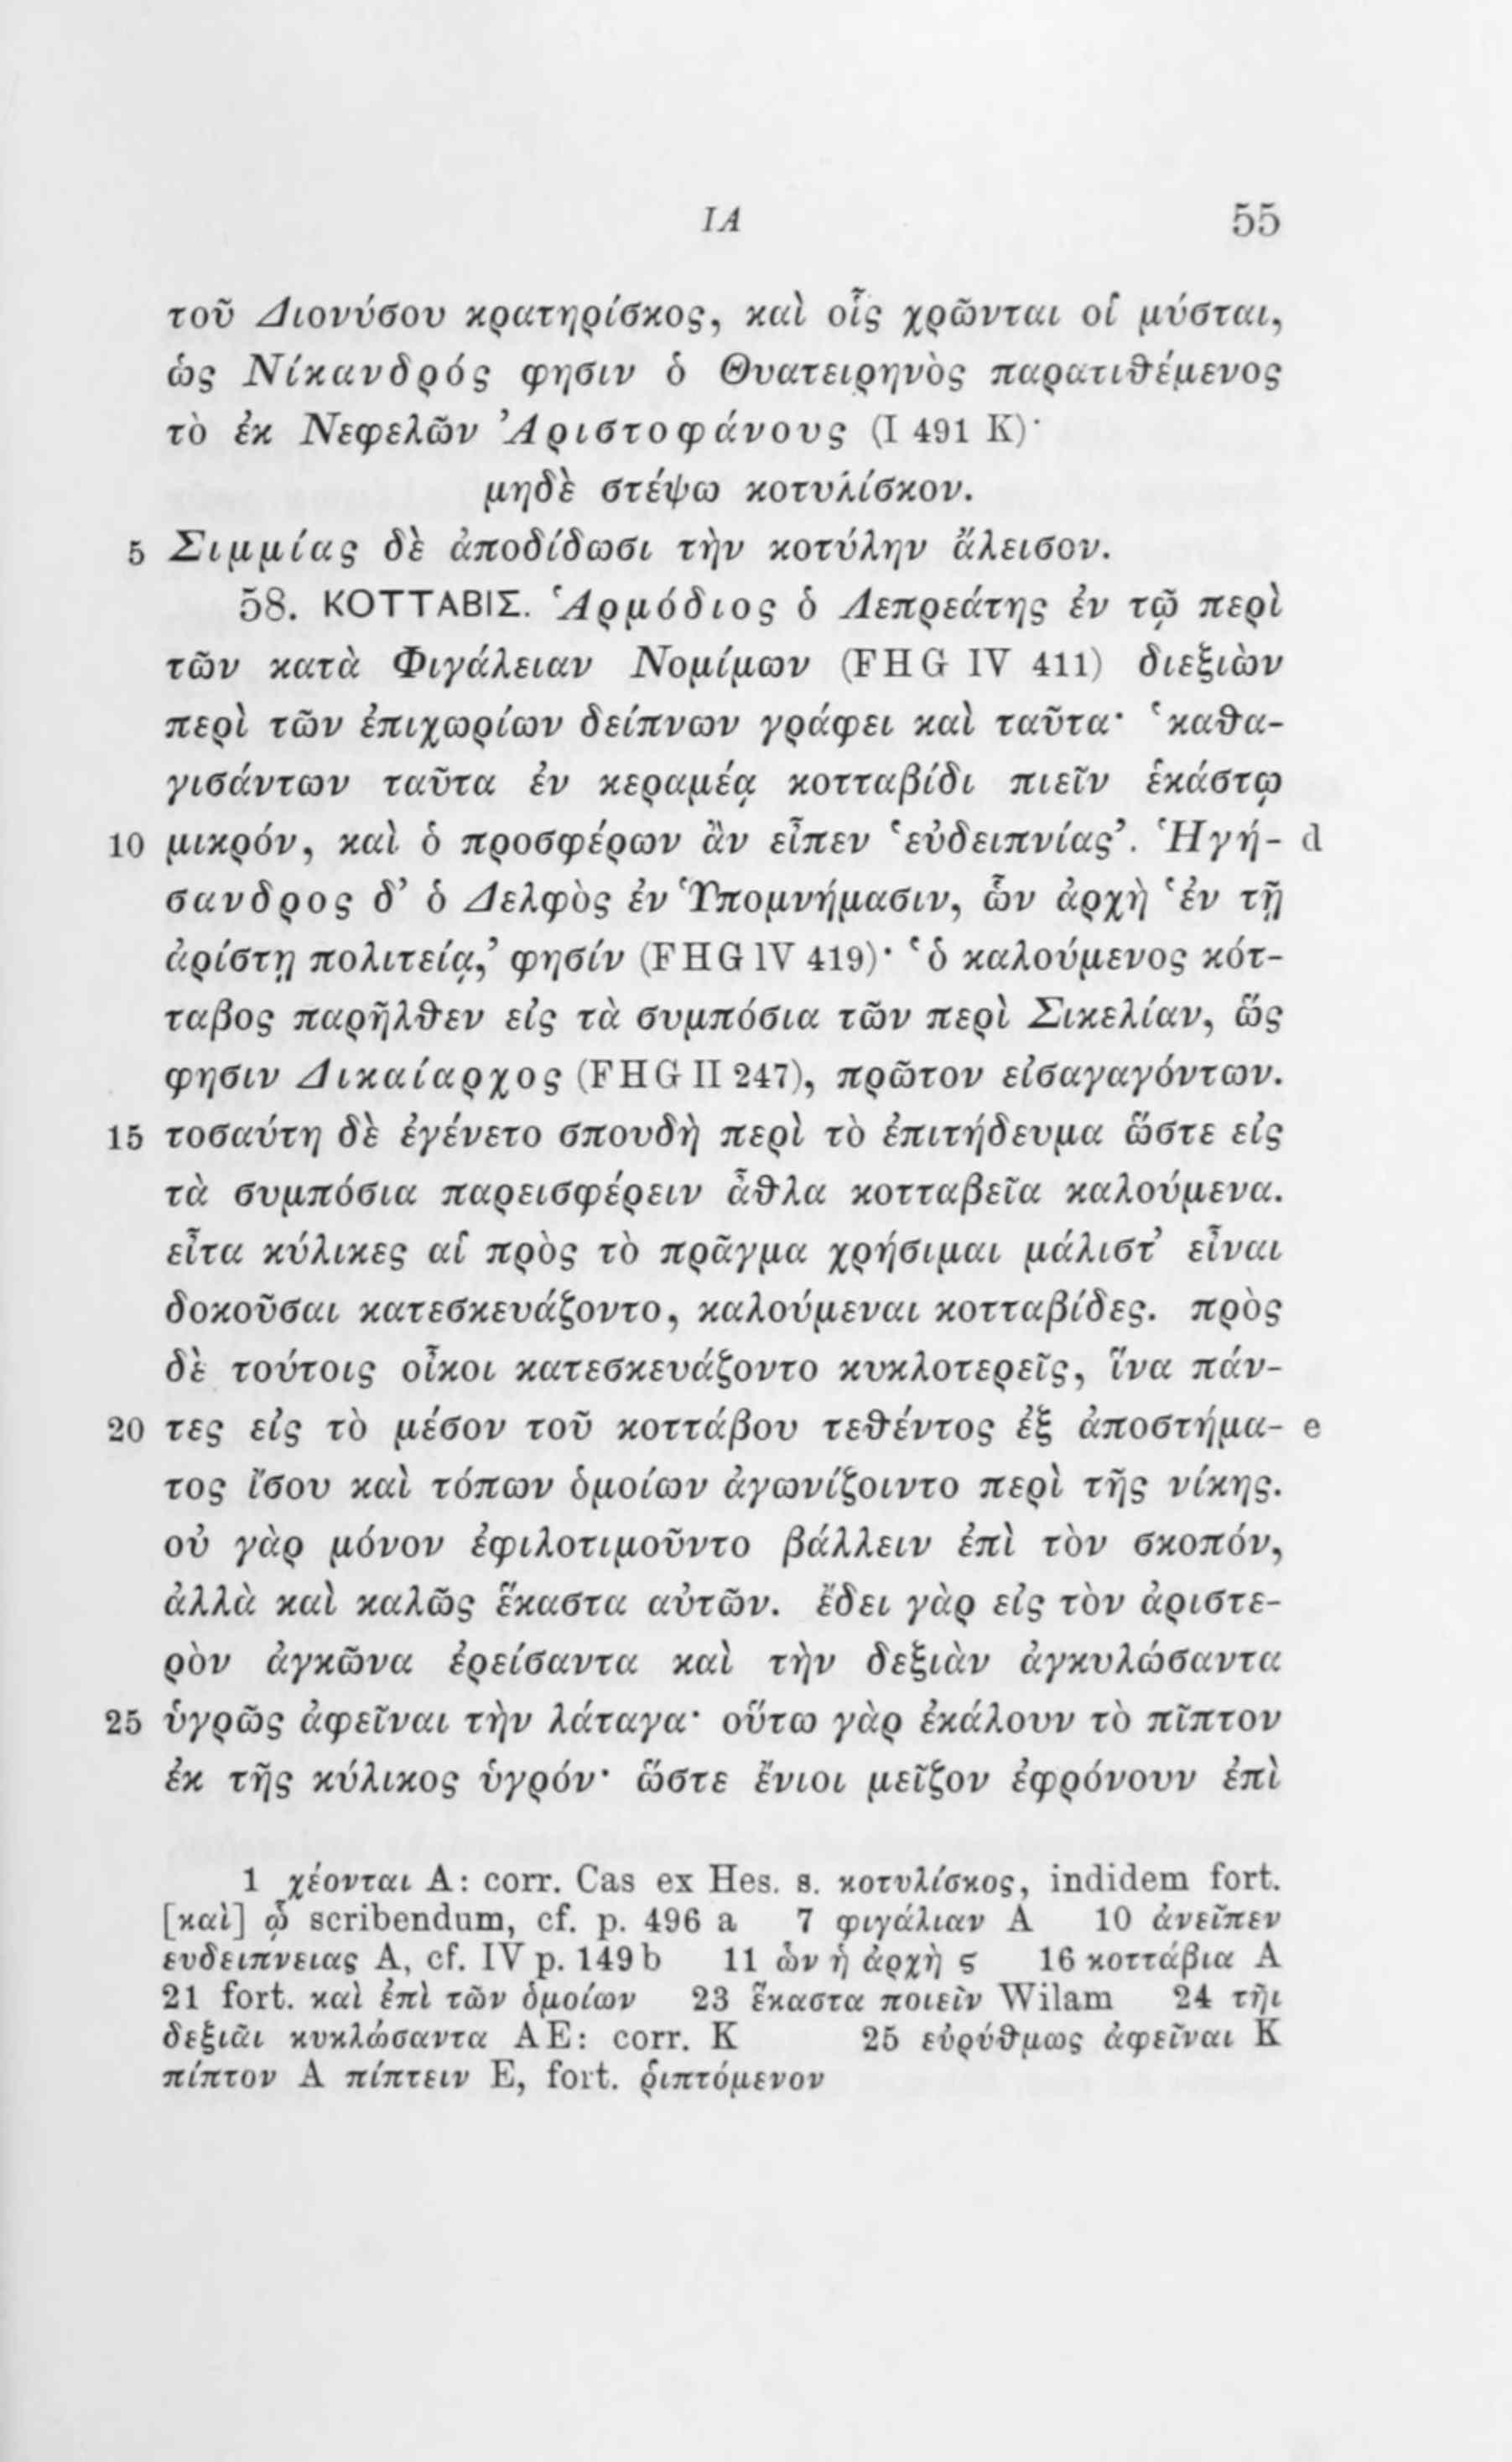 ΙΑ 55
τοῦ Διονύσου κρατηρίσκος, καὶ οἷς χρῶνται οἱ μύσται,
ὡς Νίκανδρός φησιν ὁ Θυατειρηνὸς παρατιθέμενος
τὸ ἐκ Νεφελῶν Ἀριστοφάνους (I 491 K)·
μηδὲ στέψω κοτυλίσκον.
5 Σιμμίας δὲ ἀποδίδωσι τὴν κοτύλην ἄλεισον.
58. ΚΟΤΤΑΒΙΣ. Ἁρμόδιος ὁ Λεπρεάτης ἐν τῷ περὶ
τῶν κατὰ Φιγάλειαν Νομίμων (FHG IV 411) διεξιὼν
περὶ τῶν ἐπιχωρίων δείπνων γράφει καὶ ταῦτα· ‘καθα-
γισάντων ταῦτα ἐν κεραμέᾳ κοτταβίδι πιεῖν ἑκάστῳ
10 μικρόν, καὶ ὁ προσφέρων ἂν εἶπεν ‘εὐδειπνίας’. Ἡγή- d
σανδρος δ’ ὁ Δελφὸς ἐν Ὑπομνήμασιν, ὧν ἀρχὴ ‘ἐν τῇ
ἀρίστῃ πολιτείᾳ,’ φησίν (FHG IV 419)· ‘ὁ καλούμενος κότ-
ταβος παρῆλθεν εἰς τὰ συμπόσια τῶν περὶ Σικελίαν, ὥς
φησιν Δικαίαρχος (FHG II 247), πρῶτον εἰσαγαγόντων.
15 τοσαύτη δὲ ἐγένετο σπουδὴ περὶ τὸ ἐπιτήδευμα ὥστε εἰς
τὰ συμπόσια παρεισφέρειν ἆθλα κοτταβεῖα καλούμενα.
εἶτα κύλικες αἱ πρὸς τὸ πρᾶγμα χρήσιμαι μάλιστ’ εἶναι
δοκοῦσαι κατεσκευάζοντο, καλούμεναι κοτταβίδες. πρὸς
δὲ τούτοις οἶκοι κατεσκευάζοντο κυκλοτερεῖς, ἵνα πάν-
20 τες εἰς τὸ μέσον τοῦ κοττάβου τεθέντος ἐξ ἀποστήμα- e
τος ἴσου καὶ τόπων ὁμοίων ἀγωνίζοιντο περὶ τῆς νίκης.
οὐ γὰρ μόνον ἐφιλοτιμοῦντο βάλλειν ἐπὶ τὸν σκοπόν,
ἀλλὰ καὶ καλῶς ἕκαστα αὐτῶν. ἔδει γὰρ εἰς τὸν ἀριστε-
ρὸν ἀγκῶνα ἐρείσαντα καὶ τὴν δεξιὰν ἀγκυλώσαντα
25 ὑγρῶς ἀφεῖναι τὴν λάταγα· οὕτω γὰρ ἐκάλουν τὸ πῖπτον
ἐκ τῆς κύλικος ὑγρόν· ὥστε ἔνιοι μεῖζον ἐφρόνουν ἐπὶ
1 χέονται A: corr. Cas ex Hes. s. κοτυλίσκος, indidem fort.
[καὶ] ᾧ scribendum, cf. p. 496 a 7 φιγάλιαν A 10 ἀνεῖπεν
ευδειπνειας A, cf. IV p. 149 b 11 ὧν ἡ ἀρχὴ ϛ 16 κοττάβια A
21 fort. καὶ ἐπὶ τῶν ὁμοίων 23 ἕκαστα ποιεῖν Wilam 24 τῆι
δεξιᾶι κυκλώσαντα AE: corr. K 25 εὐρύθμως ἀφεῖναι K
πίπτον A πίπτειν E, fort. ῥιπτόμενον